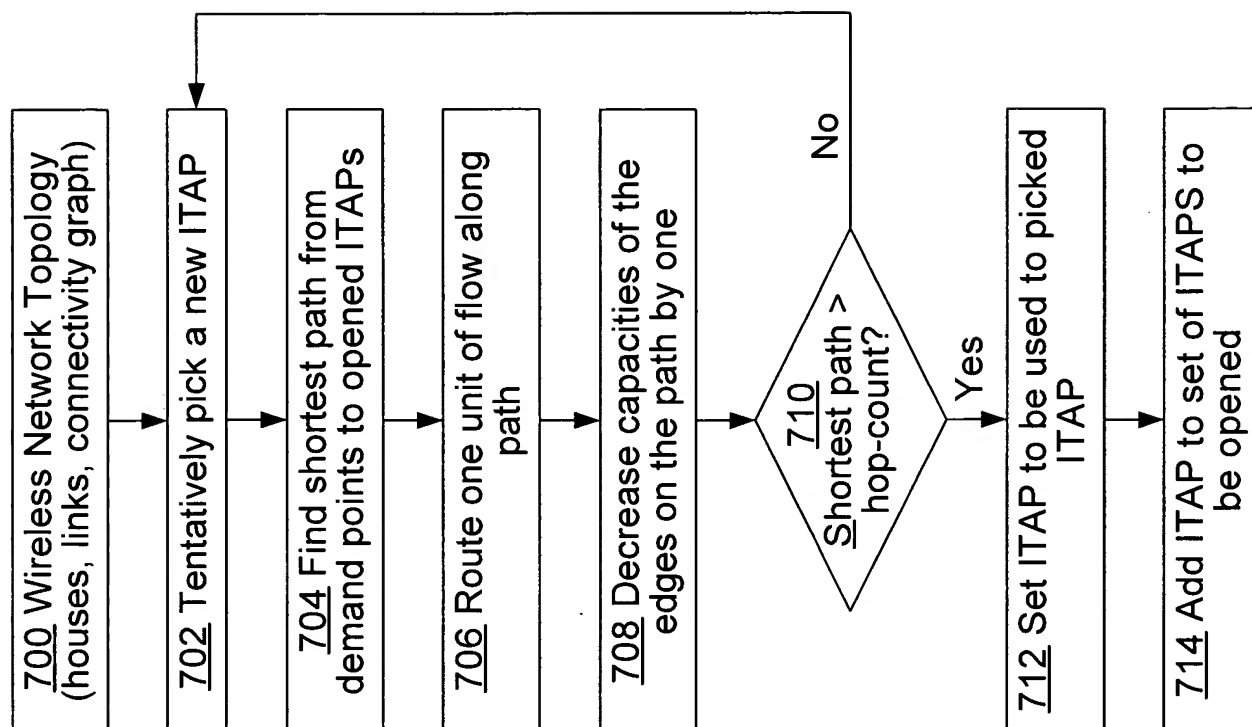 700 Wireless Network Topology
(houses, links, connectivity graph)
702 Tentatively pick a new ITAP
704 Find shortest path from
demand points to opened ITAPs
706 Route one unit of flow along
path
708 Decrease capacities of the
edges on the path by one
710
Shortest path >
hop-count?
No
Yes
712 Set ITAP to be used to picked
ITAP
714 Add ITAP to set of ITAPS to
be opened